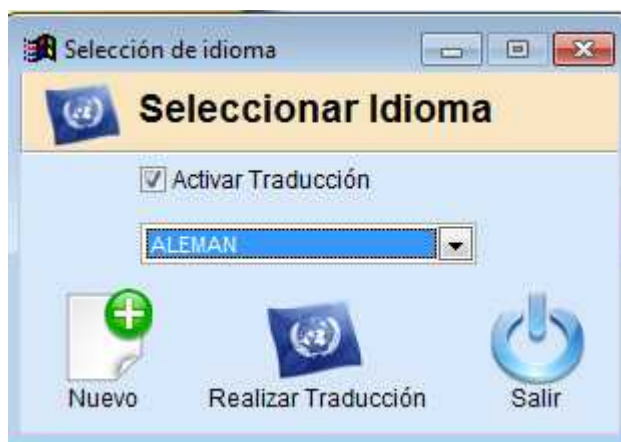 Selección de idioma
Seleccionar Idioma
Activar Traducción
ALEMAN
Nuevo
Realizar Traducción
Salir